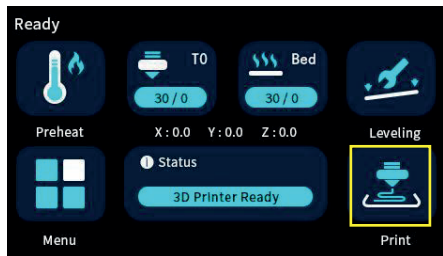 Ready
T0
Bed
30 / 0
30 / 0
Preheat
X : 0.0 Y : 0.0 Z : 0.0
Leveling
Status
3D Printer Ready
Menu
Print